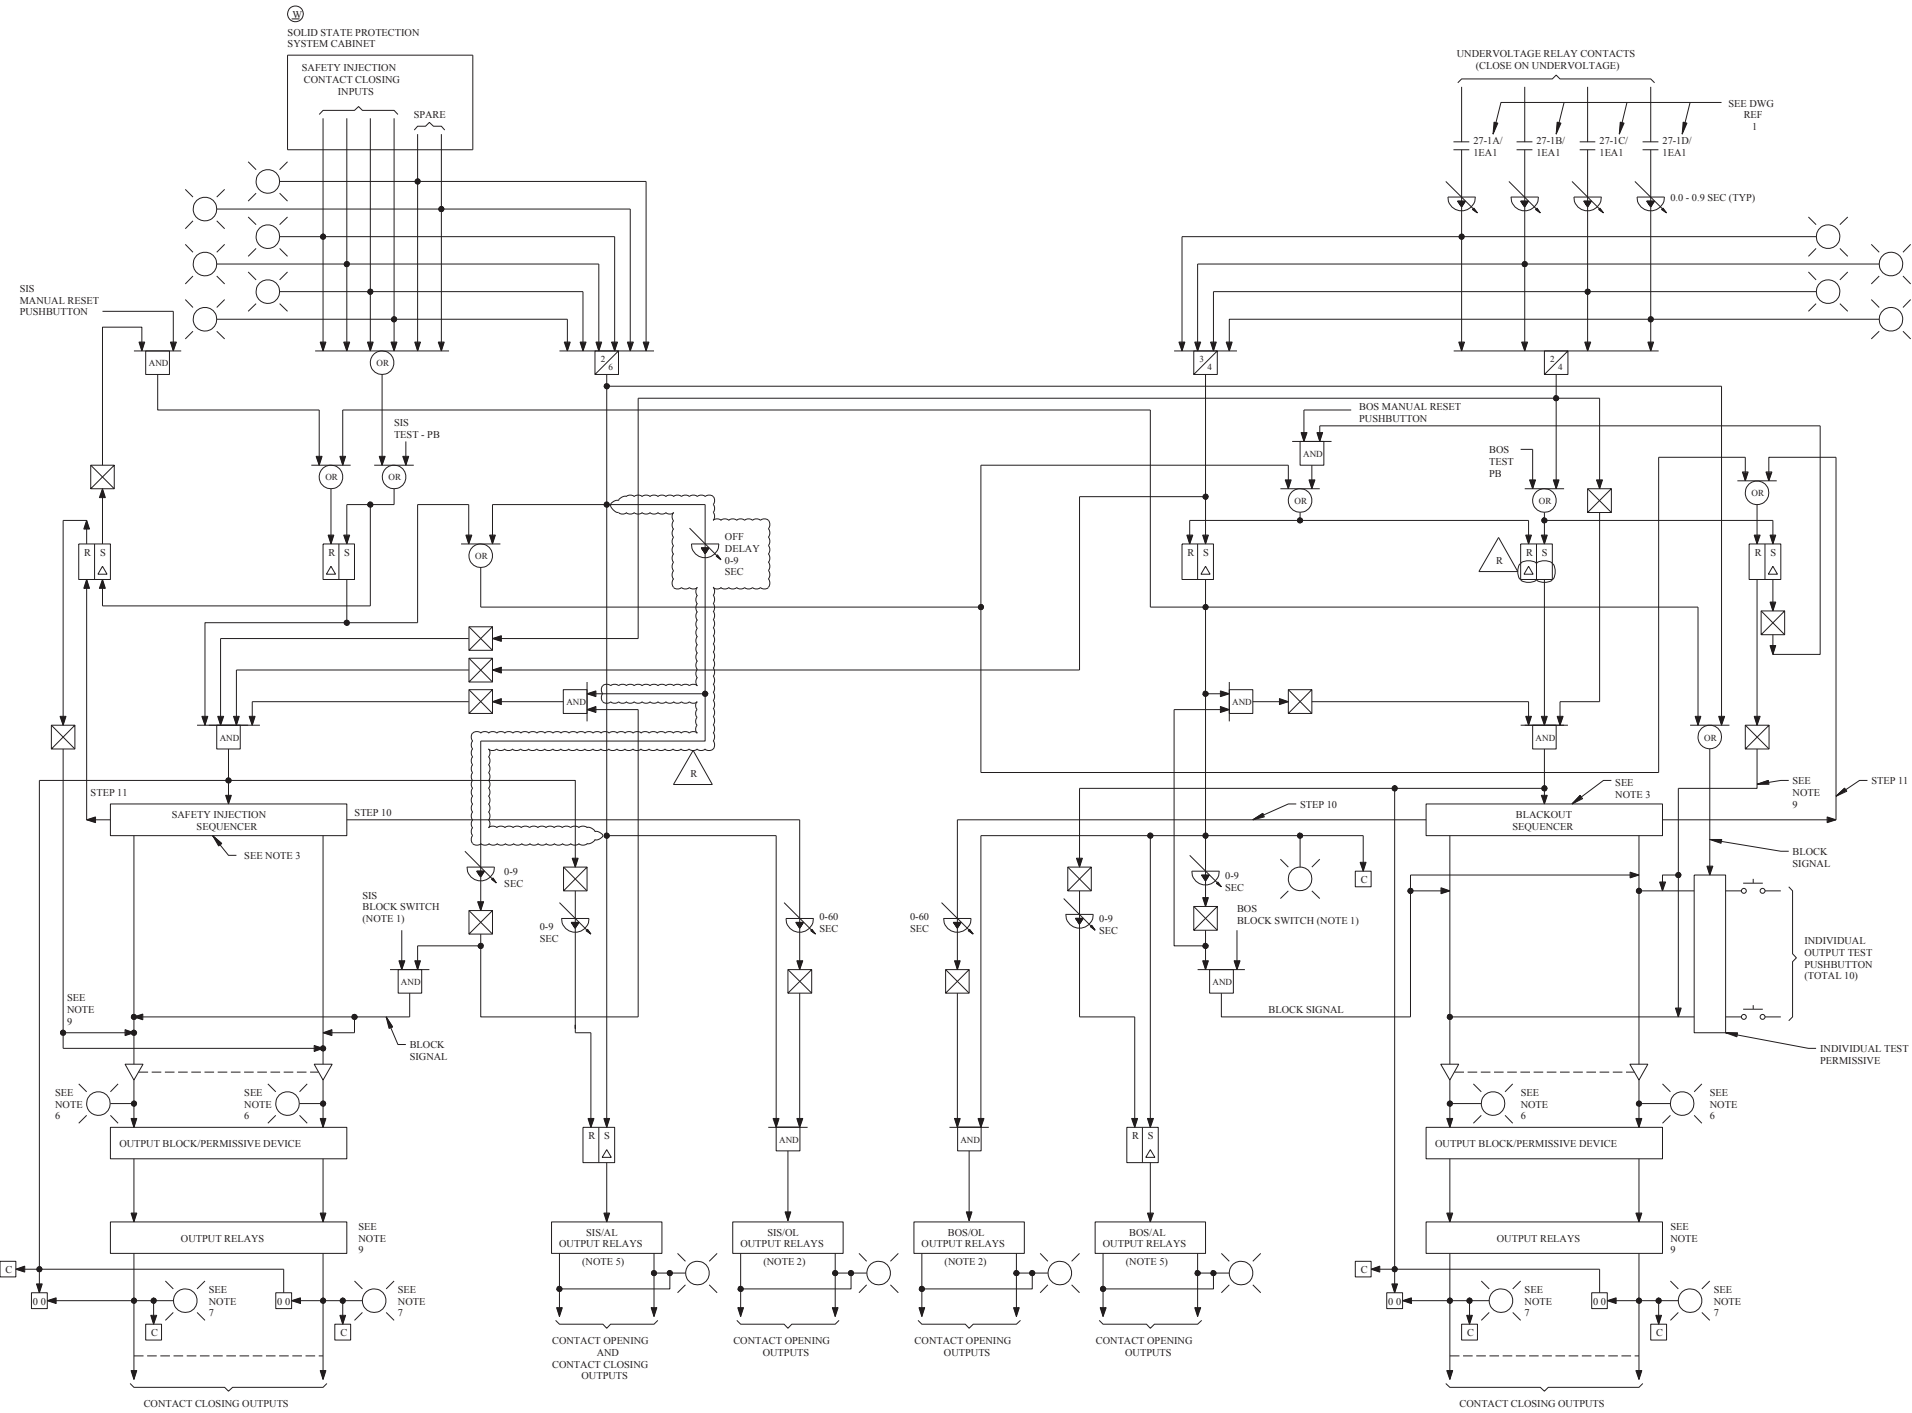 W
SOLID STATE PROTECTION
SYSTEM CABINET
SAFETY INJECTION
CONTACT CLOSING
INPUTS
SPARE
UNDERVOLTAGE RELAY CONTACTS
(CLOSE ON UNDERVOLTAGE)
SEE DWG
REF
1
27-1A/
1EA1
27-1B/
1EA1
27-1C/
1EA1
27-1D/
1EA1
0.0 - 0.9 SEC (TYP)
SIS
MANUAL RESET
PUSHBUTTON
AND
OR
2/6
3/4
2/4
SIS
TEST - PB
BOS MANUAL RESET
PUSHBUTTON
AND
BOS
TEST
PB
OR
OR
OR
OR
OR
R S
R S
OR
OFF
DELAY
0-9
SEC
R S
R
R S
R S
AND
AND
AND
AND
OR
R
STEP 11
SAFETY INJECTION
SEQUENCER
STEP 10
SEE NOTE 3
STEP 10
BLACKOUT
SEQUENCER
SEE
NOTE 3
SEE
NOTE
9
STEP 11
BLOCK
SIGNAL
0-9
SEC
SIS
BLOCK SWITCH
(NOTE 1)
0-9
SEC
0-60
SEC
0-60
SEC
0-9
SEC
0-9
SEC
C
BOS
BLOCK SWITCH (NOTE 1)
INDIVIDUAL
OUTPUT TEST
PUSHBUTTON
(TOTAL 10)
AND
AND
SEE
NOTE
9
BLOCK
SIGNAL
BLOCK SIGNAL
INDIVIDUAL TEST
PERMISSIVE
SEE
NOTE
6
SEE
NOTE
6
SEE
NOTE
6
SEE
NOTE
6
OUTPUT BLOCK/PERMISSIVE DEVICE
R S
AND
AND
R S
OUTPUT BLOCK/PERMISSIVE DEVICE
OUTPUT RELAYS
SEE
NOTE
9
SIS/AL
OUTPUT RELAYS
(NOTE 5)
SIS/OL
OUTPUT RELAYS
(NOTE 2)
BOS/OL
OUTPUT RELAYS
(NOTE 2)
BOS/AL
OUTPUT RELAYS
(NOTE 5)
OUTPUT RELAYS
SEE
NOTE
9
C
0 0
SEE
NOTE
7
C
0 0
SEE
NOTE
7
C
C
0 0
SEE
NOTE
7
C
0 0
SEE
NOTE
7
C
CONTACT OPENING
AND
CONTACT CLOSING
OUTPUTS
CONTACT OPENING
OUTPUTS
CONTACT OPENING
OUTPUTS
CONTACT OPENING
OUTPUTS
CONTACT CLOSING OUTPUTS
CONTACT CLOSING OUTPUTS